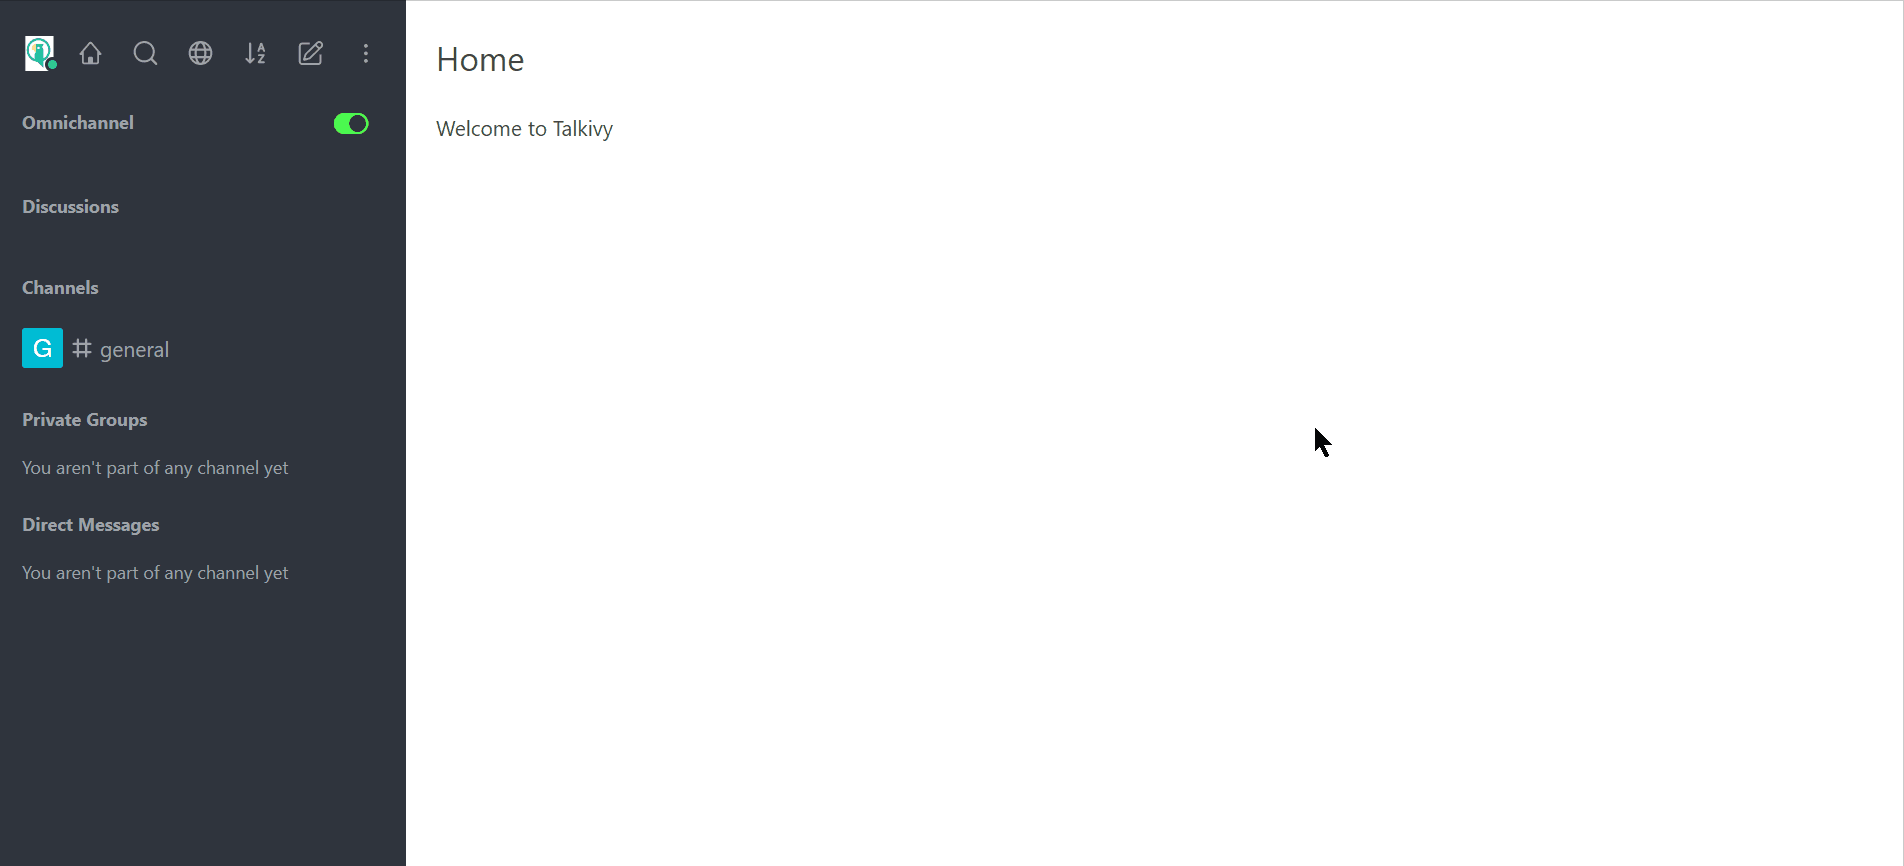 Omnichannel
Discussions
Channels
G # general
Private Groups
You aren't part of any channel yet
Direct Messages
You aren't part of any channel yet
Home
Welcome to Talkivy